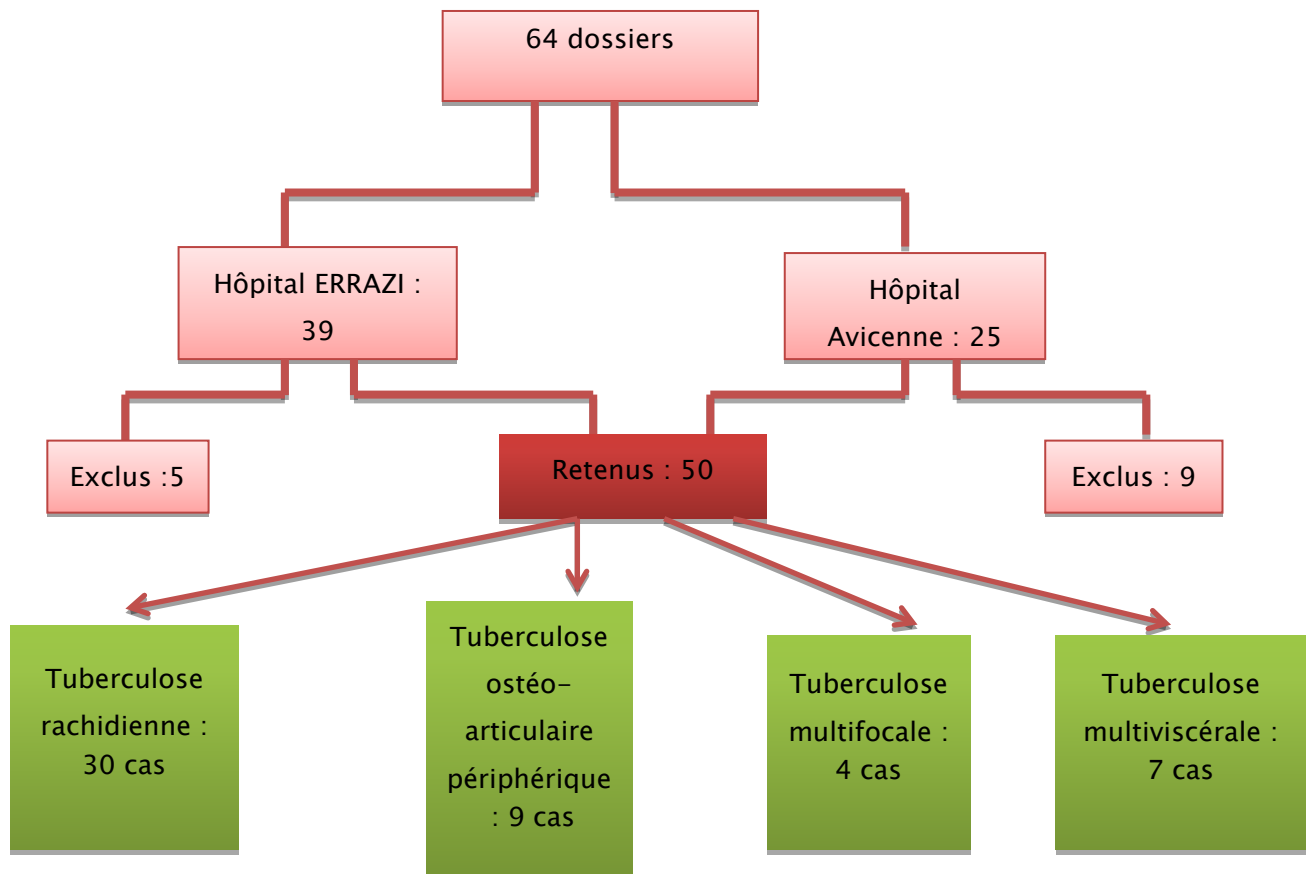 64 dossiers
Hôpital ERRAZI :
39
Hôpital
Avicenne : 25
Exclus :5
Retenus : 50
Exclus : 9
Tuberculose
rachidienne :
30 cas
Tuberculose
ostéo-
articulaire
périphérique
: 9 cas
Tuberculose
multifocale :
4 cas
Tuberculose
multiviscérale :
7 cas